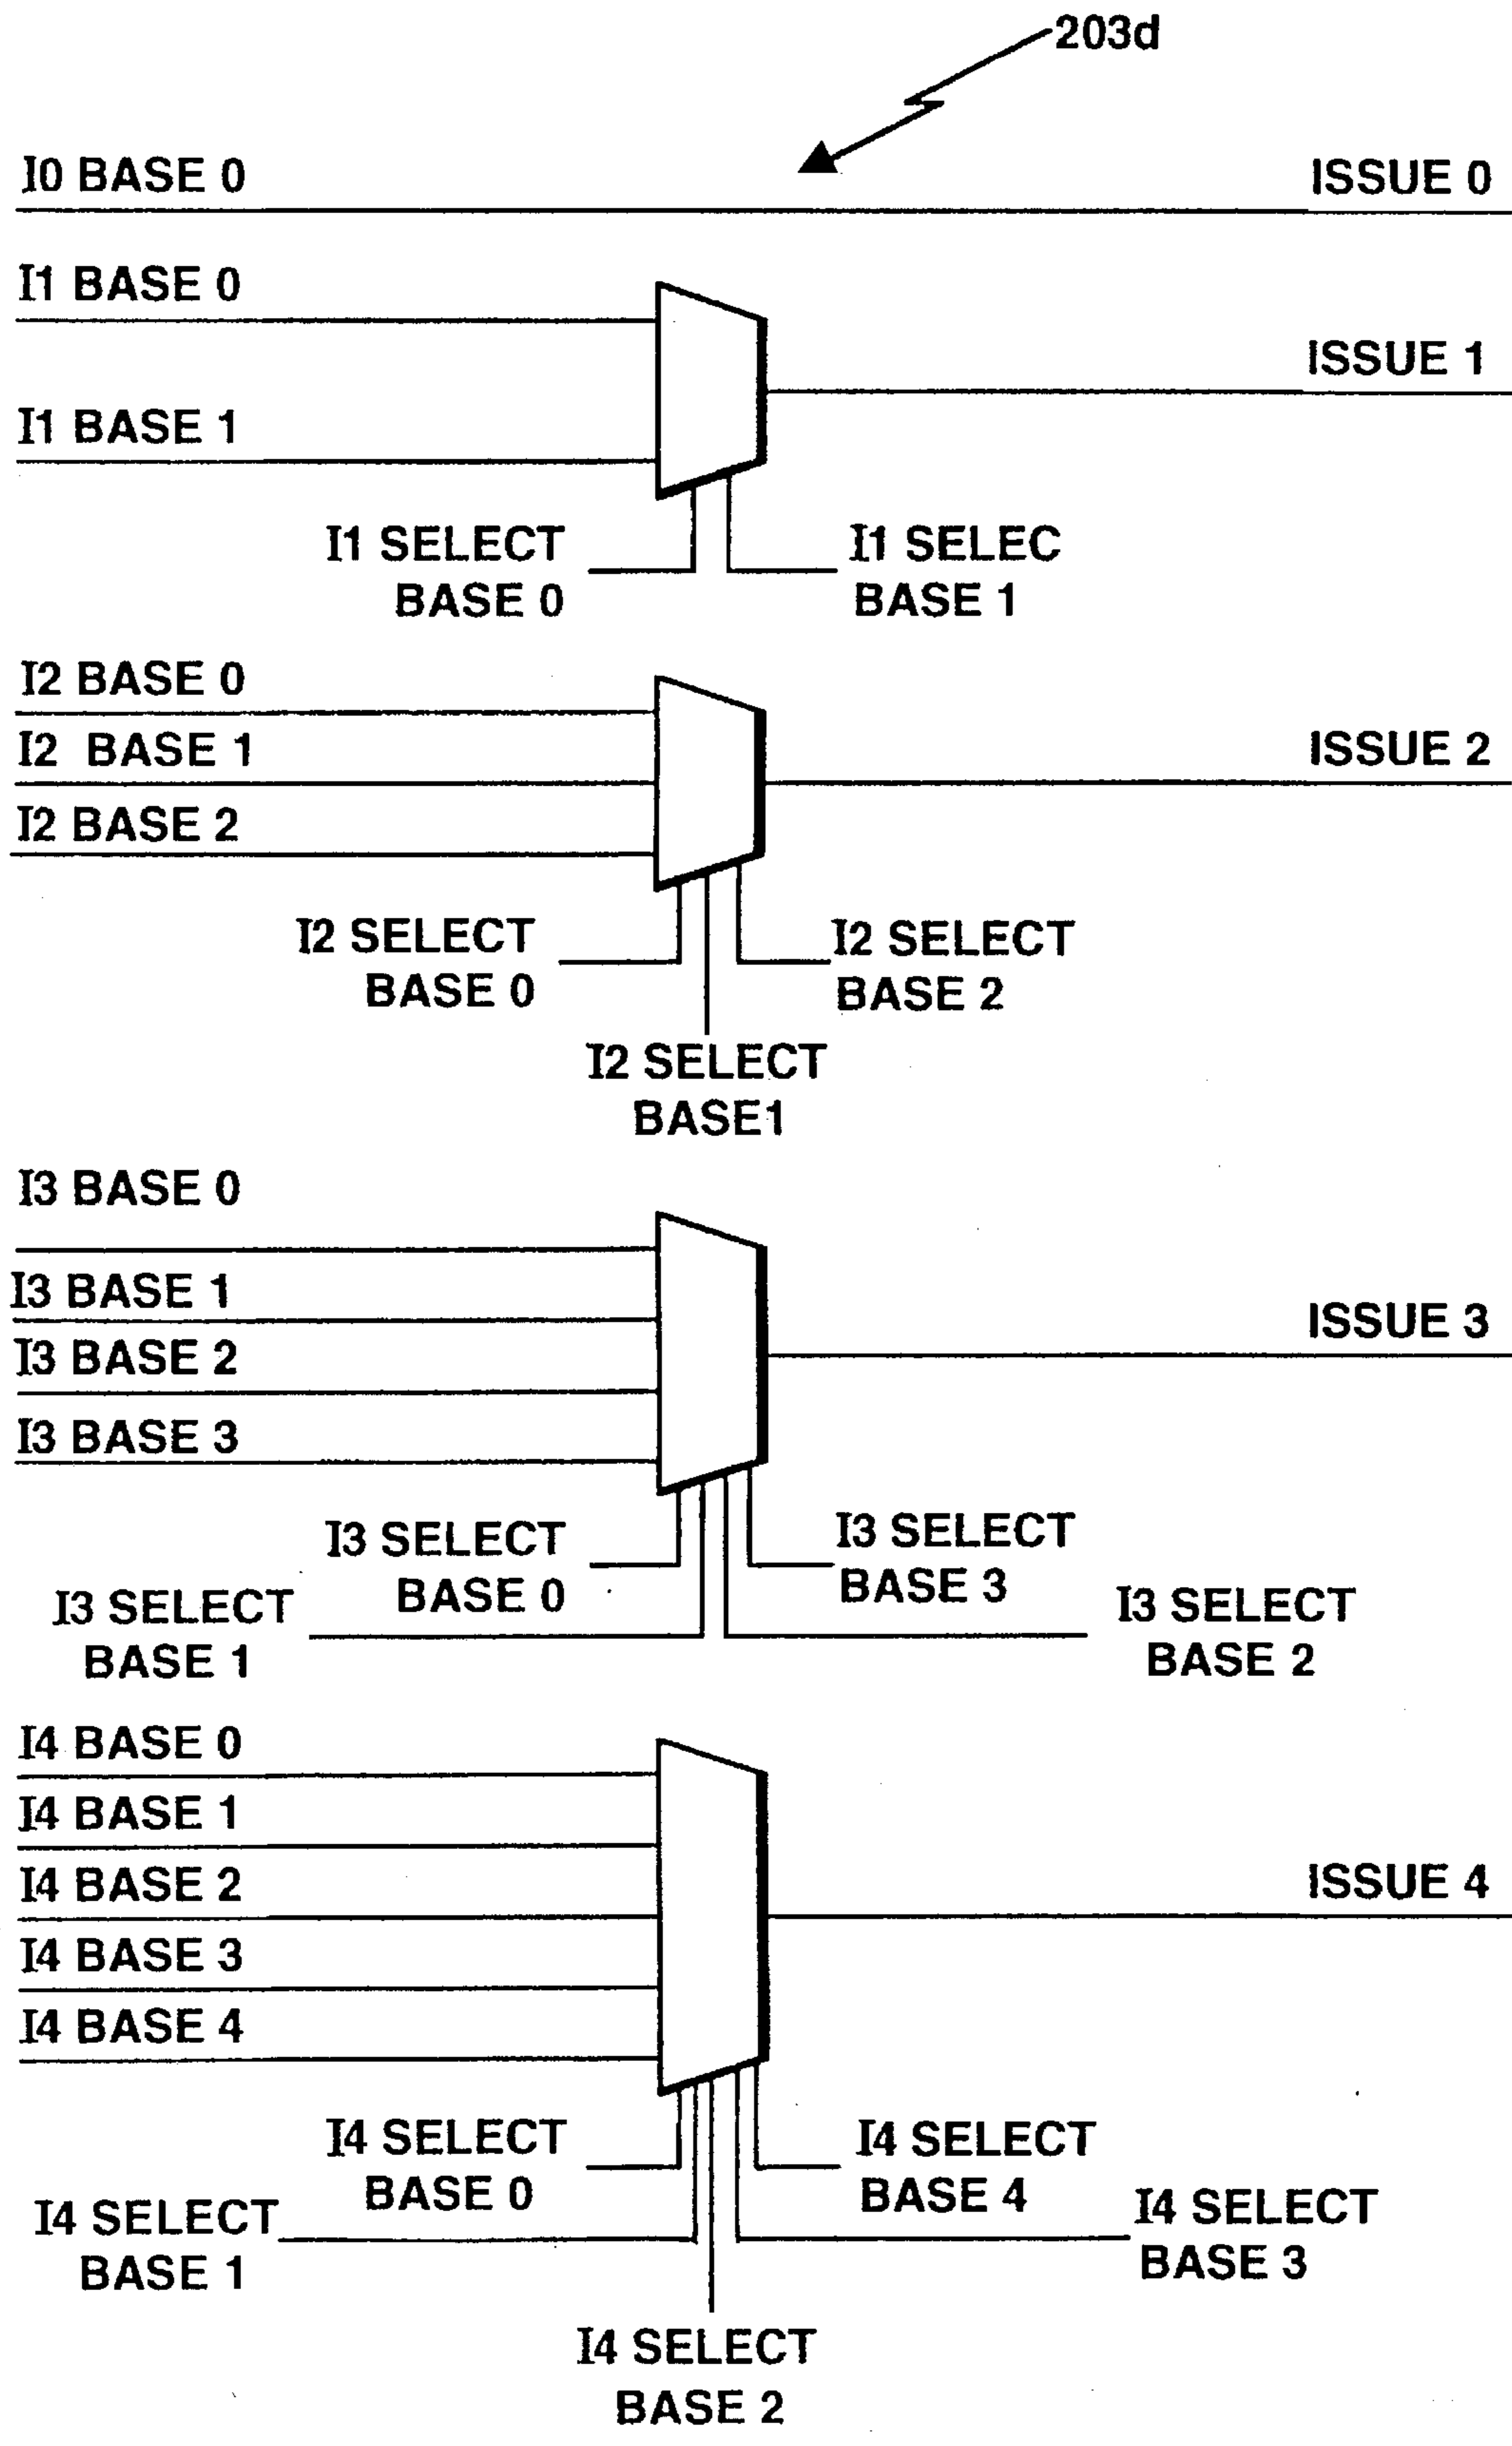 203d
I0 BASE 0
ISSUE 0
I1 BASE 0
ISSUE 1
I1 BASE 1
I1 SELECT
BASE 0
I1 SELEC
BASE 1
I2 BASE 0
I2 BASE 1
ISSUE 2
I2 BASE 2
I2 SELECT
BASE 0
I2 SELECT
BASE 2
I2 SELECT
BASE1
I3 BASE 0
I3 BASE 1
ISSUE 3
I3 BASE 2
I3 BASE 3
I3 SELECT
BASE 0
I3 SELECT
BASE 3
I3 SELECT
BASE 1
I3 SELECT
BASE 2
I4 BASE 0
I4 BASE 1
I4 BASE 2
ISSUE 4
I4 BASE 3
I4 BASE 4
I4 SELECT
BASE 0
I4 SELECT
BASE 4
I4 SELECT
BASE 1
I4 SELECT
BASE 3
I4 SELECT
BASE 2